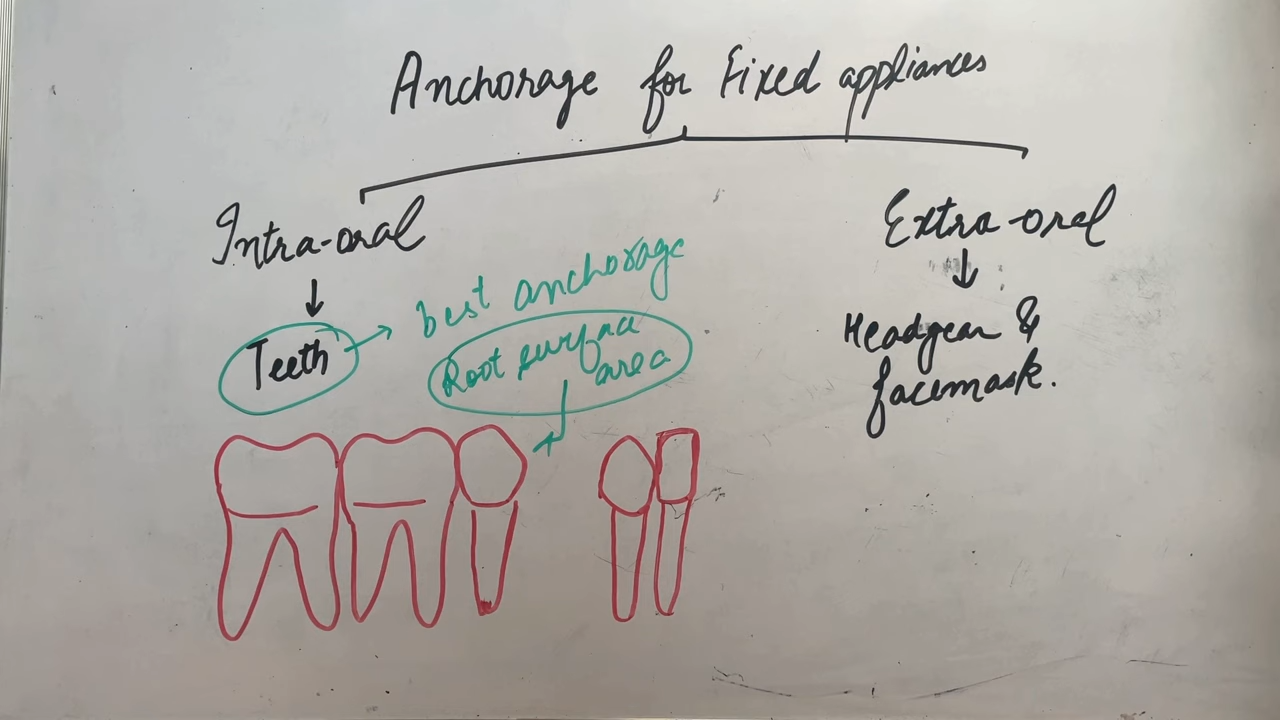 Anchorage for Fixed appliances
Intra-oral
Extra-oral
Teeth
best anchorage
Root surface
area
Headgear &
facemask.